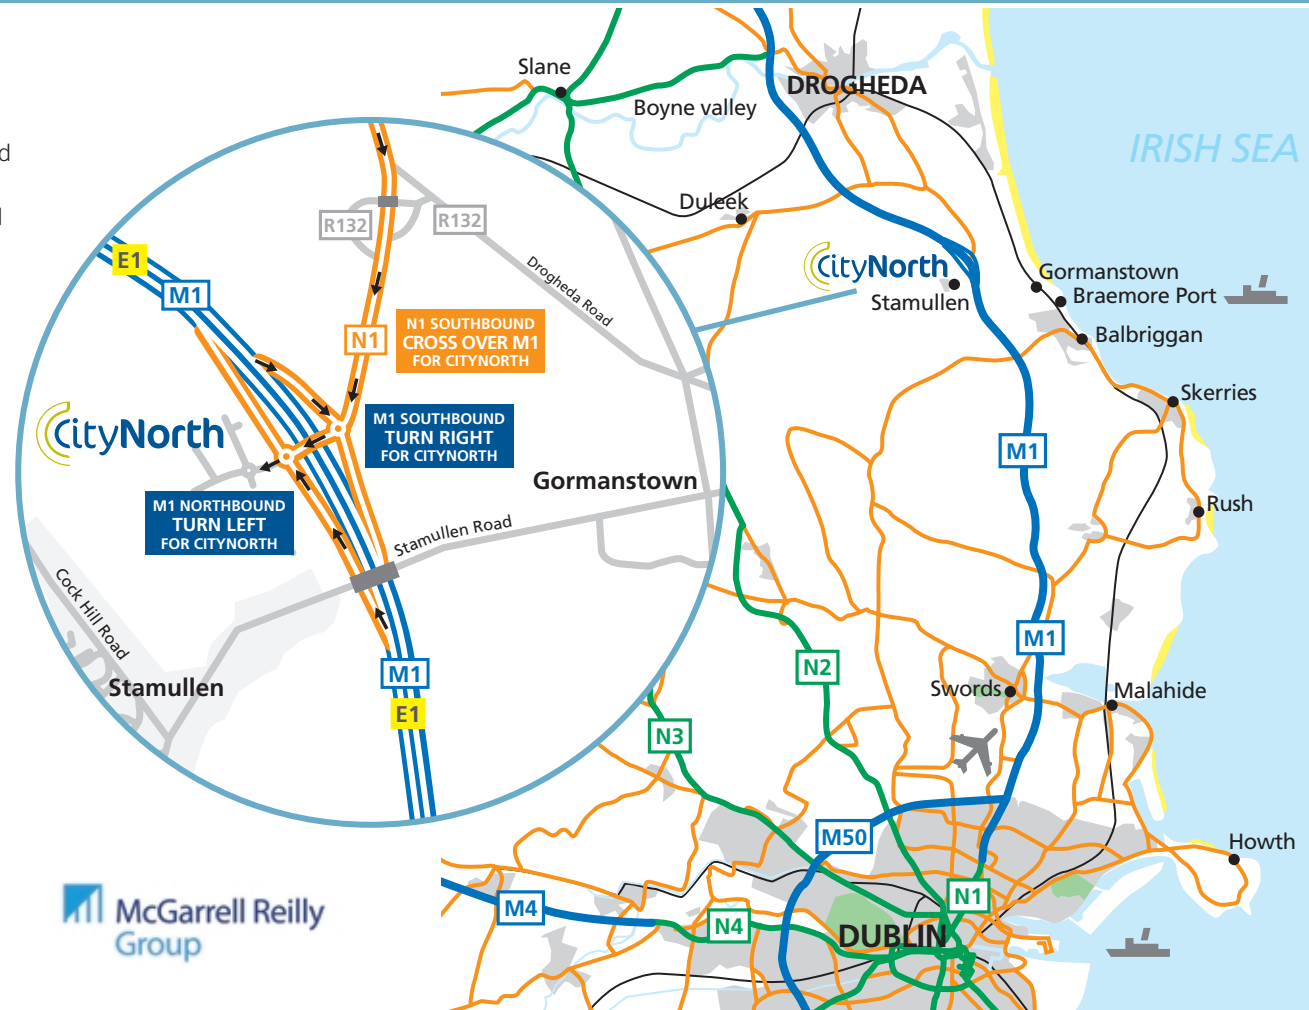 d
Slane
DROGHEDA
Boyne valley
IRISH SEA
Duleek
R132
R132
E1
M1
Drogheda Road
CityNorth
Stamullen
Gormanstown
Braemore Port
Balbriggan
N1
N1 SOUTHBOUND
CROSS OVER M1
FOR CITYNORTH
Skerries
CityNorth
M1 SOUTHBOUND
TURN RIGHT
FOR CITYNORTH
M1
Gormanstown
M1 NORTHBOUND
TURN LEFT
FOR CITYNORTH
Stamullen Road
Rush
Cock Hill Road
M1
N2
M1
E1
Stamullen
Swords
Malahide
N3
M50
Howth
McGarrell Reilly
Group
M4
N4
N1
DUBLIN